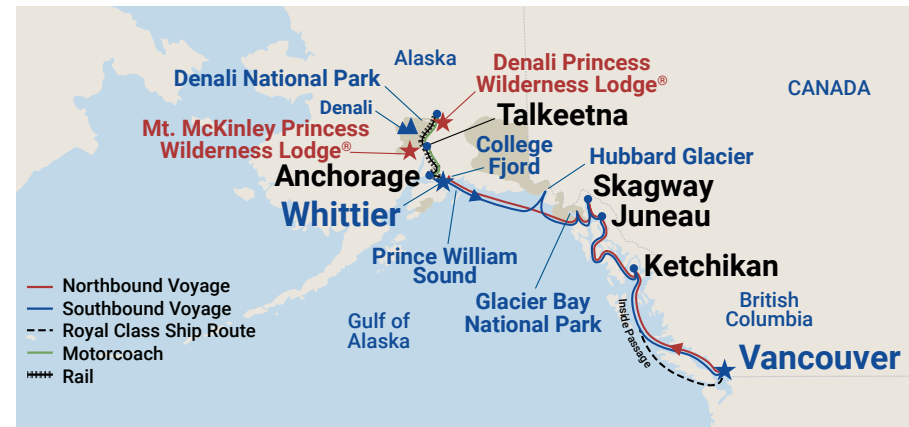 Alaska
Denali Princess
Wilderness Lodge®
Denali National Park
CANADA
Denali
Talkeetna
Mt. McKinley Princess
Wilderness Lodge®
College
Fjord
Hubbard Glacier
Anchorage
Skagway
Whittier
Juneau
Prince William
Sound
Ketchikan
Glacier Bay
National Park
Northbound Voyage
Southbound Voyage
Royal Class Ship Route
Motorcoach
Rail
Gulf of
Alaska
Inside Passage
British
Columbia
Vancouver